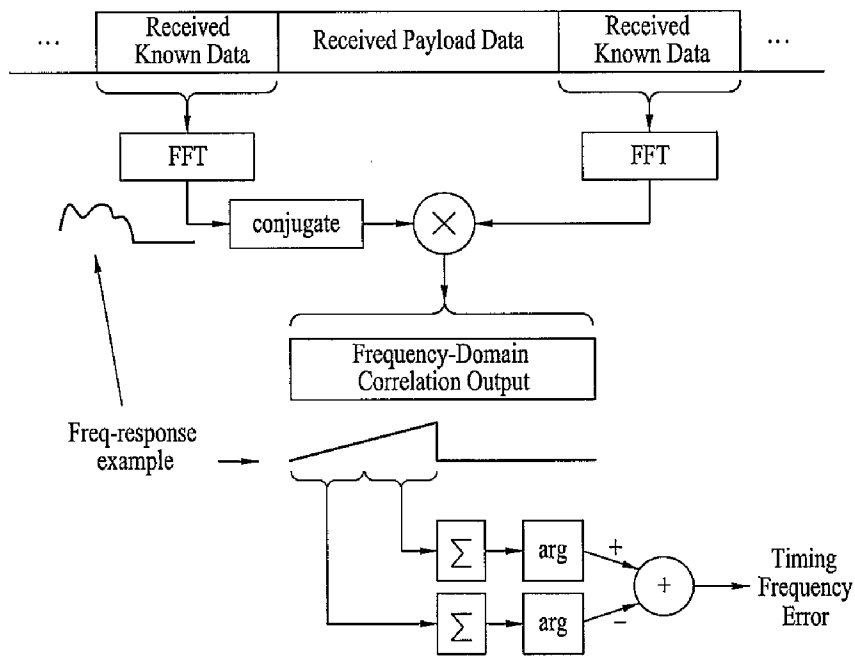 ... Received Known Data Received Payload Data Received Known Data ...
FFT FFT
conjugate ×
Frequency-Domain
Correlation Output
Freq-response
example
Σ arg +
+
Timing
Frequency
Error
Σ arg −